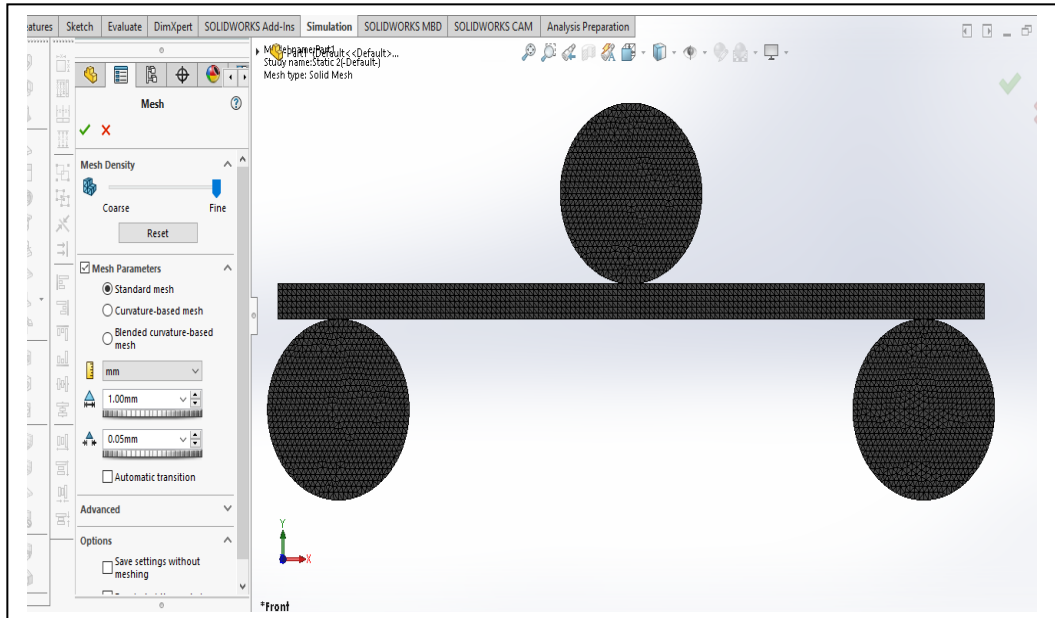 atures Sketch Evaluate DimXpert SOLIDWORKS Add-Ins Simulation SOLIDWORKS MBD SOLIDWORKS CAM Analysis Preparation
Study name:Static 2(-Default-)
Mesh type: Solid Mesh
Mesh
Mesh Density
Coarse Fine
Reset
Mesh Parameters
Standard mesh
Curvature-based mesh
Blended curvature-based
mesh
mm
1.00mm
0.05mm
Automatic transition
Advanced
Options
Save settings without
meshing
Y
X
*Front